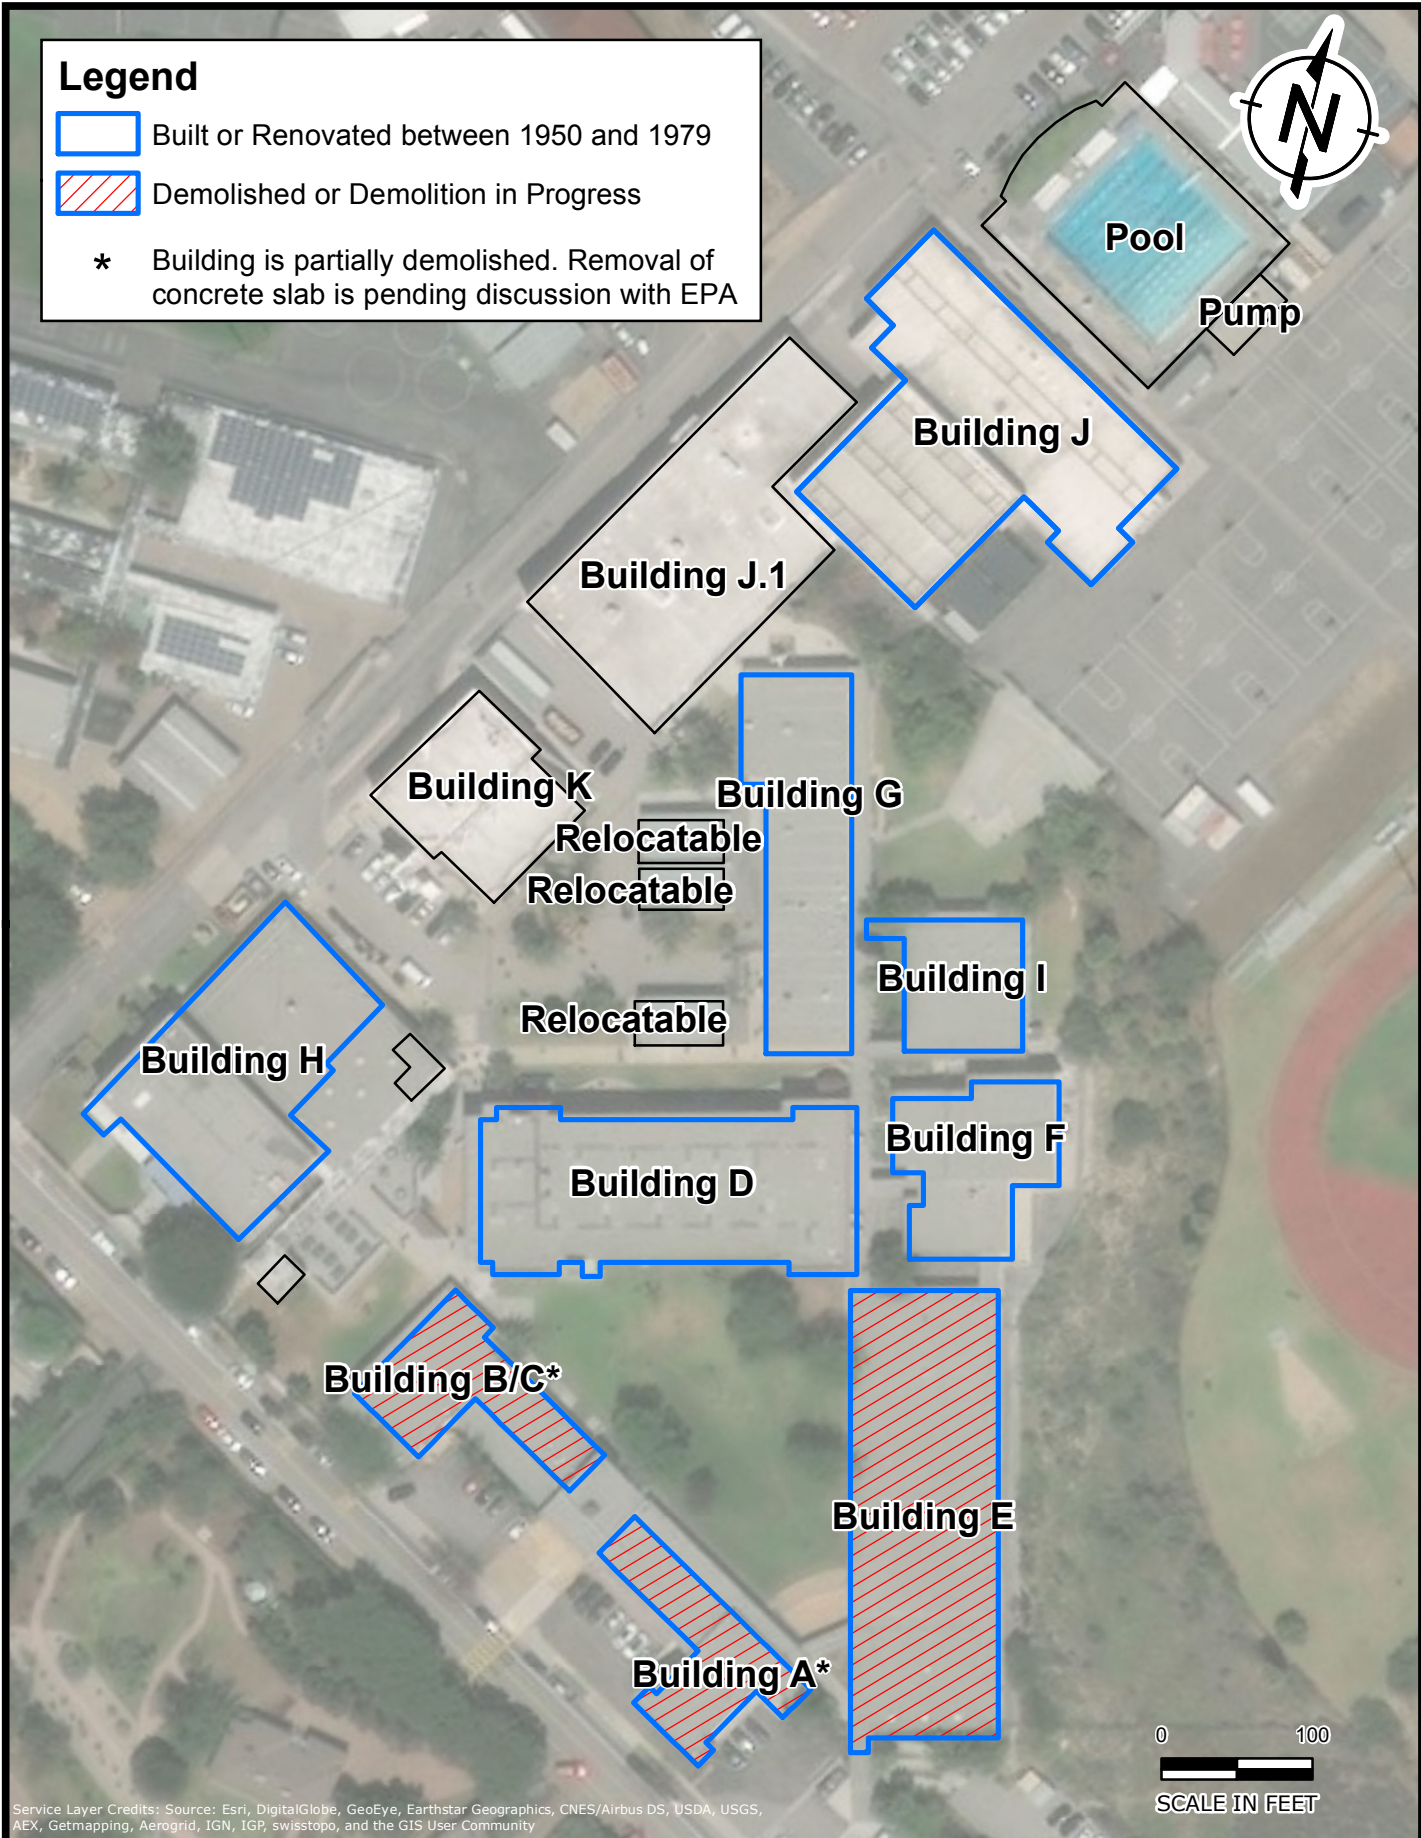 Legend
Built or Renovated between 1950 and 1979
Demolished or Demolition in Progress
* Building is partially demolished. Removal of
concrete slab is pending discussion with EPA
N
Pool
Pump
Building J
Building J.1
Building K
Building G
Relocatable
Relocatable
Building I
Relocatable
Building H
Building F
Building D
Building B/C*
Building E
Building A*
0 100
SCALE IN FEET
Service Layer Credits: Source: Esri, DigitalGlobe, GeoEye, Earthstar Geographics, CNES/Airbus DS, USDA, USGS,
AEX, Getmapping, Aerogrid, IGN, IGP, swisstopo, and the GIS User Community